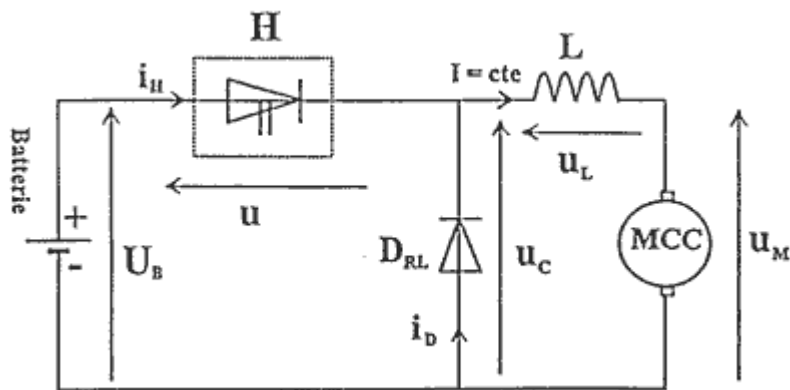 H
L
i_H
I = cte
Batterie
+
-
U_B
u
D_RL
i_D
u_C
u_L
MCC
u_M